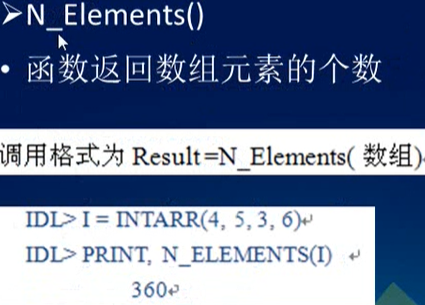 ➢N_Elements()
• 函数返回数组元素的个数
调用格式为 Result =N_Elements( 数组)
IDL> I = INTARR(4, 5, 3, 6)↵
IDL> PRINT, N_ELEMENTS(I) ↵
360↵